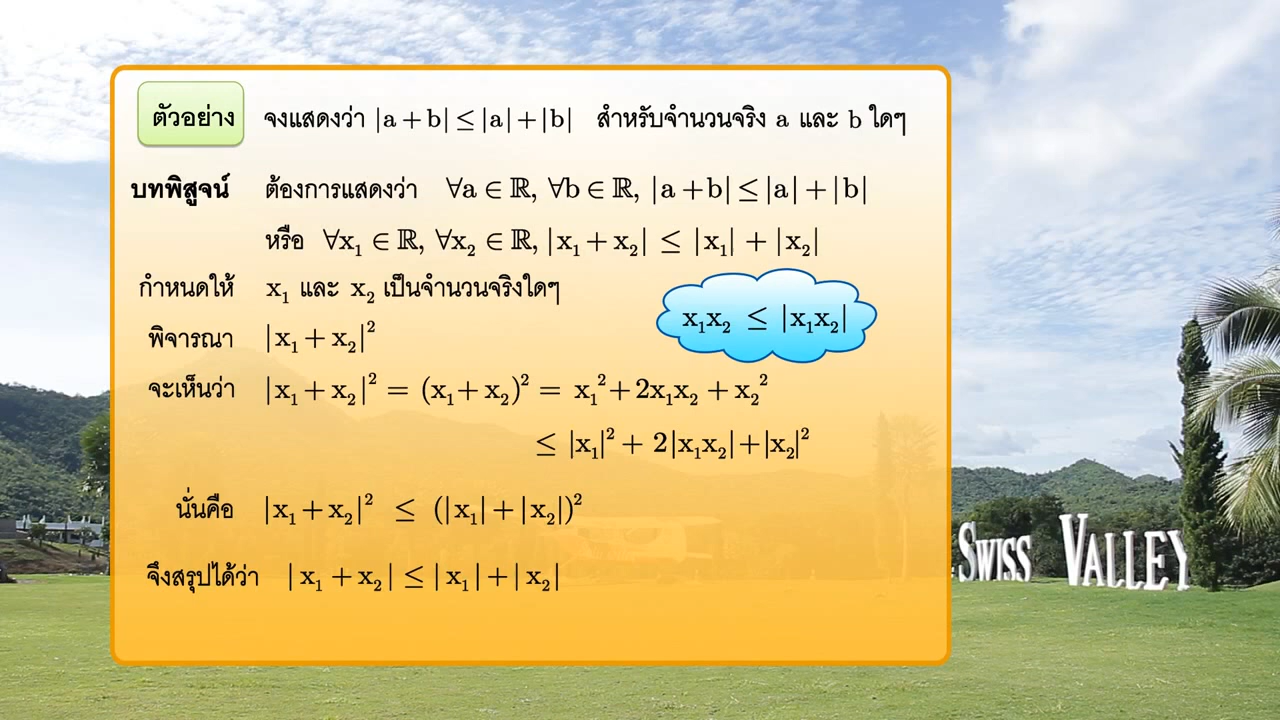 ตัวอย่าง จงแสดงว่า |a + b| ≤ |a| + |b| สำหรับจำนวนจริง a และ b ใดๆ
บทพิสูจน์ ต้องการแสดงว่า ∀a ∈ ℝ, ∀b ∈ ℝ, |a + b| ≤ |a| + |b|
หรือ ∀x₁ ∈ ℝ, ∀x₂ ∈ ℝ, |x₁ + x₂| ≤ |x₁| + |x₂|
กำหนดให้ x₁ และ x₂ เป็นจำนวนจริงใดๆ
x₁x₂ ≤ |x₁x₂|
พิจารณา |x₁ + x₂|²
จะเห็นว่า |x₁ + x₂|² = (x₁ + x₂)² = x₁² + 2x₁x₂ + x₂²
≤ |x₁|² + 2|x₁x₂| + |x₂|²
นั่นคือ |x₁ + x₂|² ≤ (|x₁| + |x₂|)²
จึงสรุปได้ว่า |x₁ + x₂| ≤ |x₁| + |x₂|
SWISS VALLEY